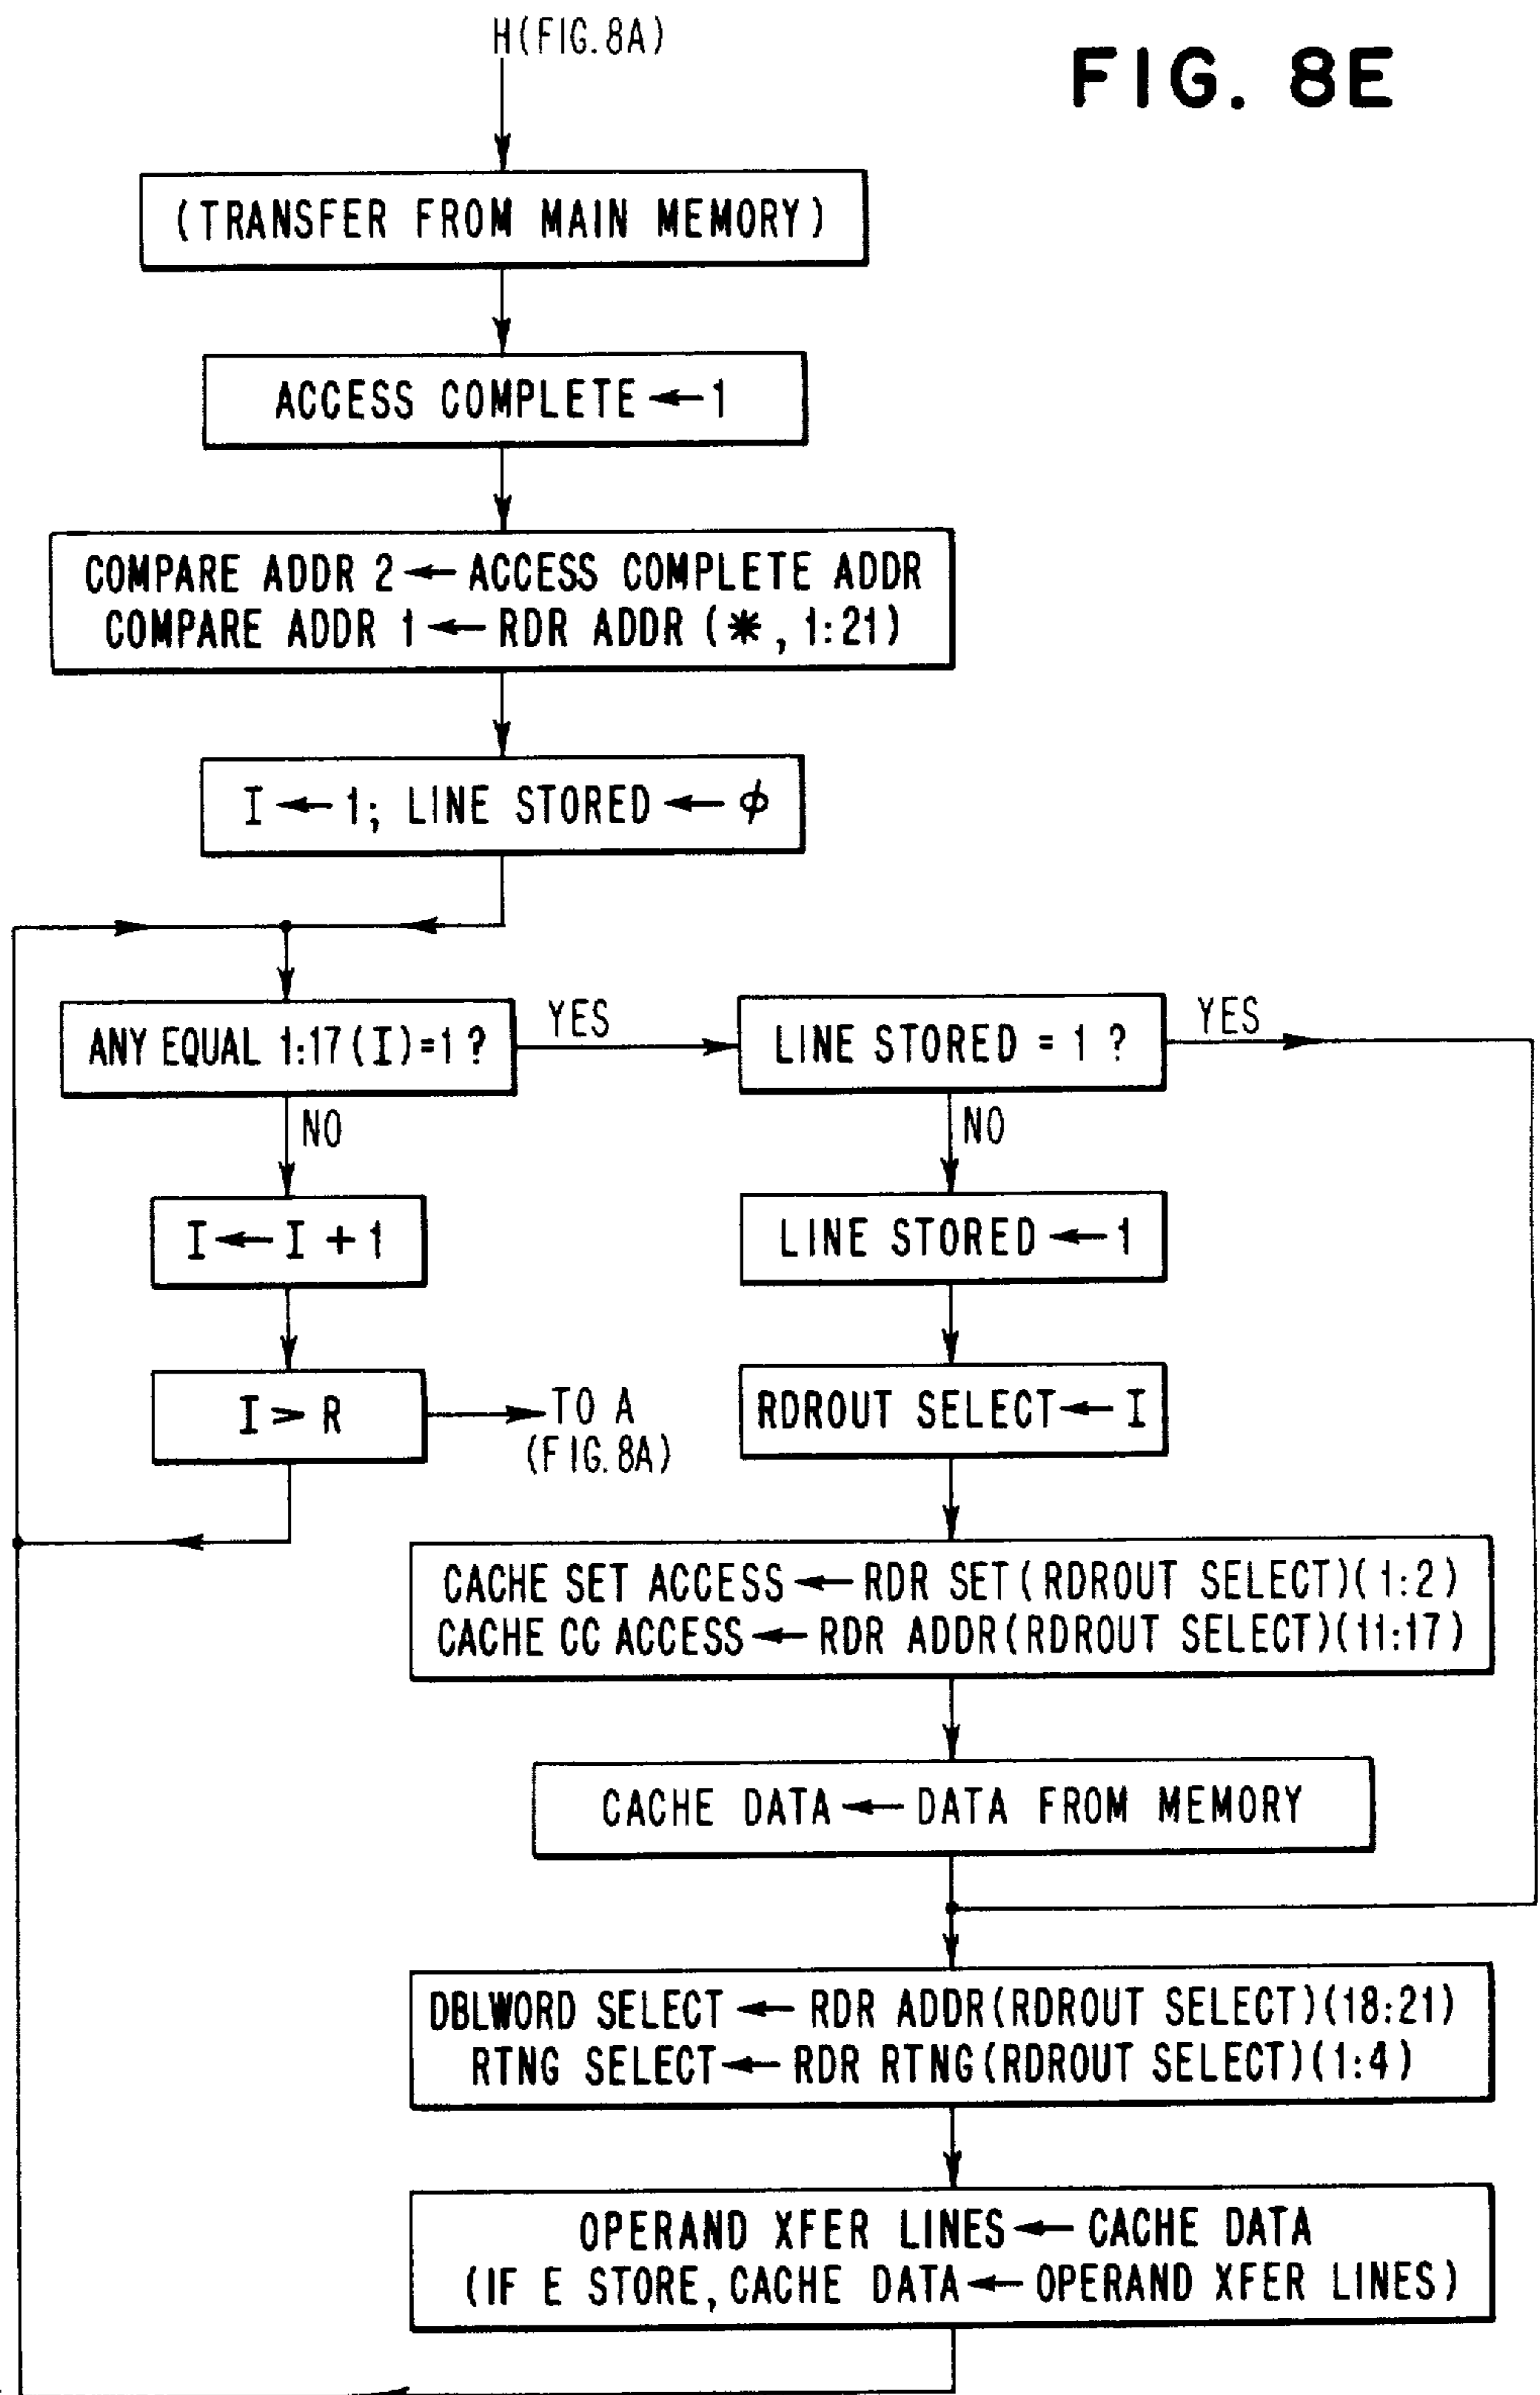 H(FIG.8A)
FIG. 8E
(TRANSFER FROM MAIN MEMORY)
ACCESS COMPLETE ← 1
COMPARE ADDR 2 ← ACCESS COMPLETE ADDR
COMPARE ADDR 1 ← RDR ADDR (*, 1:21)
I ← 1; LINE STORED ← ϕ
ANY EQUAL 1:17(I)=1 ?
YES
LINE STORED = 1 ?
YES
NO
NO
I ← I + 1
LINE STORED ← 1
I > R
TO A
(FIG.8A)
RDROUT SELECT ← I
CACHE SET ACCESS ← RDR SET(RDROUT SELECT)(1:2)
CACHE CC ACCESS ← RDR ADDR(RDROUT SELECT)(11:17)
CACHE DATA ← DATA FROM MEMORY
DBLWORD SELECT ← RDR ADDR(RDROUT SELECT)(18:21)
RTNG SELECT ← RDR RTNG(RDROUT SELECT)(1:4)
OPERAND XFER LINES ← CACHE DATA
(IF E STORE, CACHE DATA ← OPERAND XFER LINES)